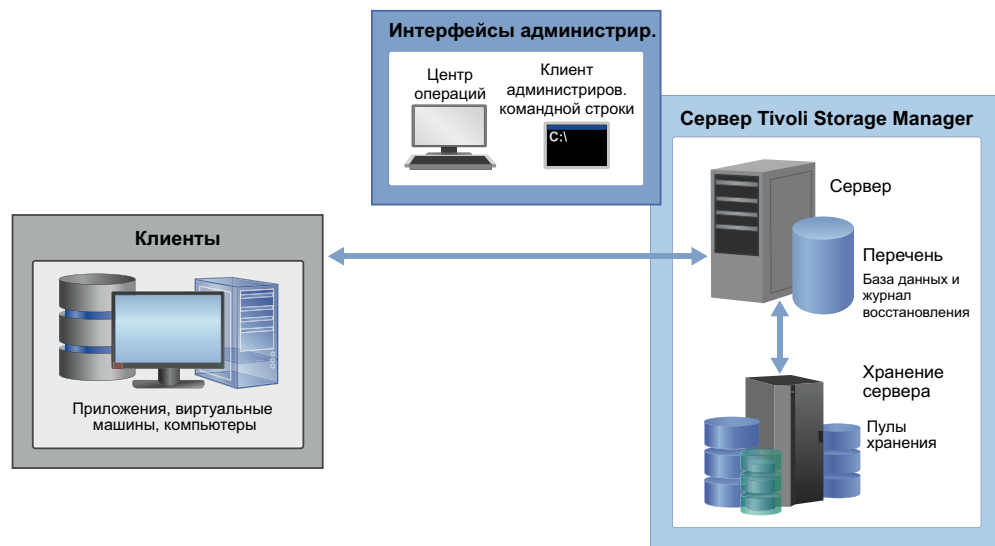 Интерфейсы администрир.
Центр
операций
Клиент
администриров.
командной строки
C:\
Сервер Tivoli Storage Manager
Сервер
Перечень
База данных и
журнал
восстановления
Хранение
сервера
Пулы
хранения
Клиенты
Приложения, виртуальные
машины, компьютеры